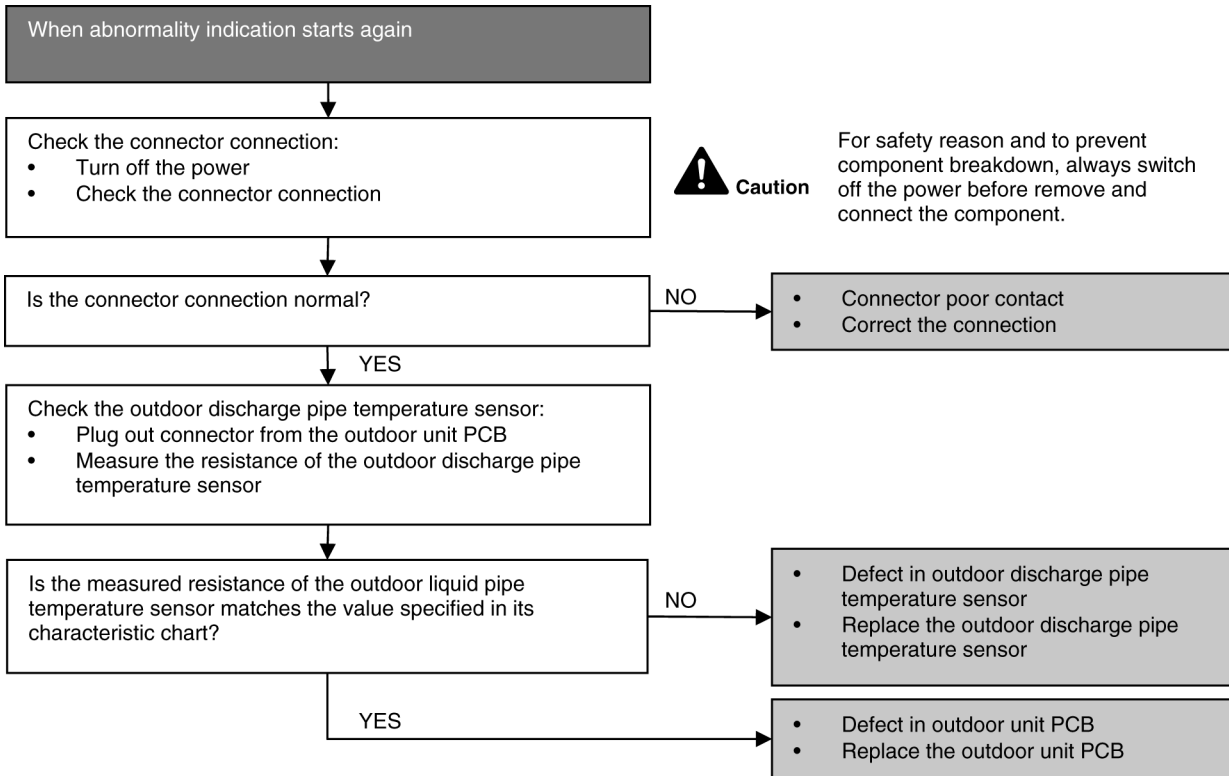 When abnormality indication starts again
Check the connector connection:
• Turn off the power
• Check the connector connection
Caution
For safety reason and to prevent
component breakdown, always switch
off the power before remove and
connect the component.
Is the connector connection normal?
NO
• Connector poor contact
• Correct the connection
YES
Check the outdoor discharge pipe temperature sensor:
• Plug out connector from the outdoor unit PCB
• Measure the resistance of the outdoor discharge pipe
temperature sensor
Is the measured resistance of the outdoor liquid pipe
temperature sensor matches the value specified in its
characteristic chart?
NO
• Defect in outdoor discharge pipe
temperature sensor
• Replace the outdoor discharge pipe
temperature sensor
YES
• Defect in outdoor unit PCB
• Replace the outdoor unit PCB